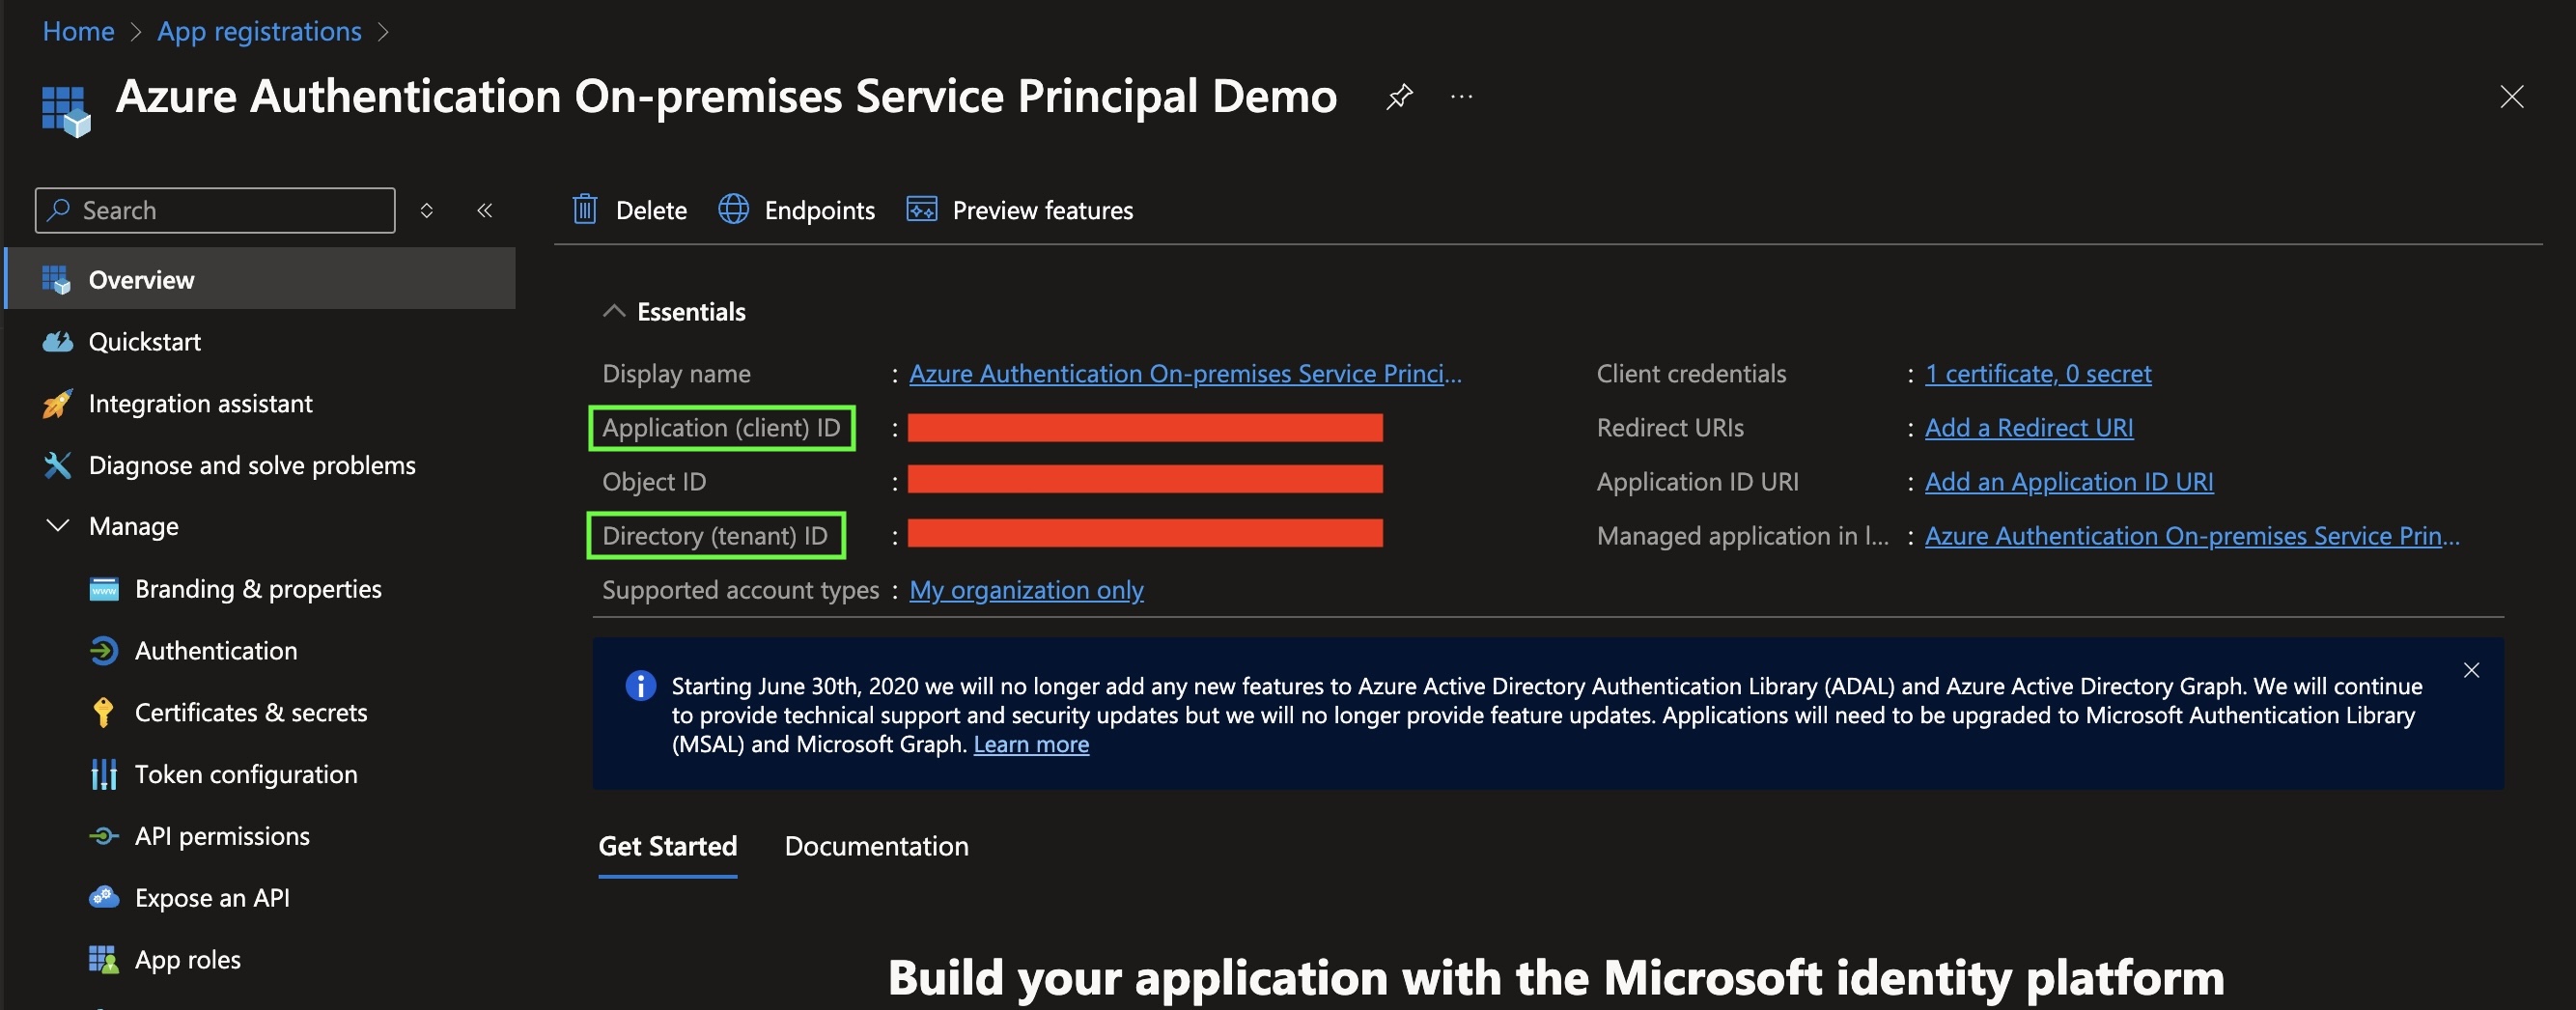 Home > App registrations >
Azure Authentication On-premises Service Principal Demo
Search
Overview
Quickstart
Integration assistant
Diagnose and solve problems
Manage
Branding & properties
Authentication
Certificates & secrets
Token configuration
API permissions
Expose an API
App roles
Delete
Endpoints
Preview features
Essentials
Display name : Azure Authentication On-premises Service Princi...
Application (client) ID :
Object ID :
Directory (tenant) ID :
Supported account types : My organization only
Client credentials : 1 certificate, 0 secret
Redirect URIs : Add a Redirect URI
Application ID URI : Add an Application ID URI
Managed application in l... : Azure Authentication On-premises Service Prin...
Starting June 30th, 2020 we will no longer add any new features to Azure Active Directory Authentication Library (ADAL) and Azure Active Directory Graph. We will continue
to provide technical support and security updates but we will no longer provide feature updates. Applications will need to be upgraded to Microsoft Authentication Library
(MSAL) and Microsoft Graph. Learn more
Get Started
Documentation
Build your application with the Microsoft identity platform